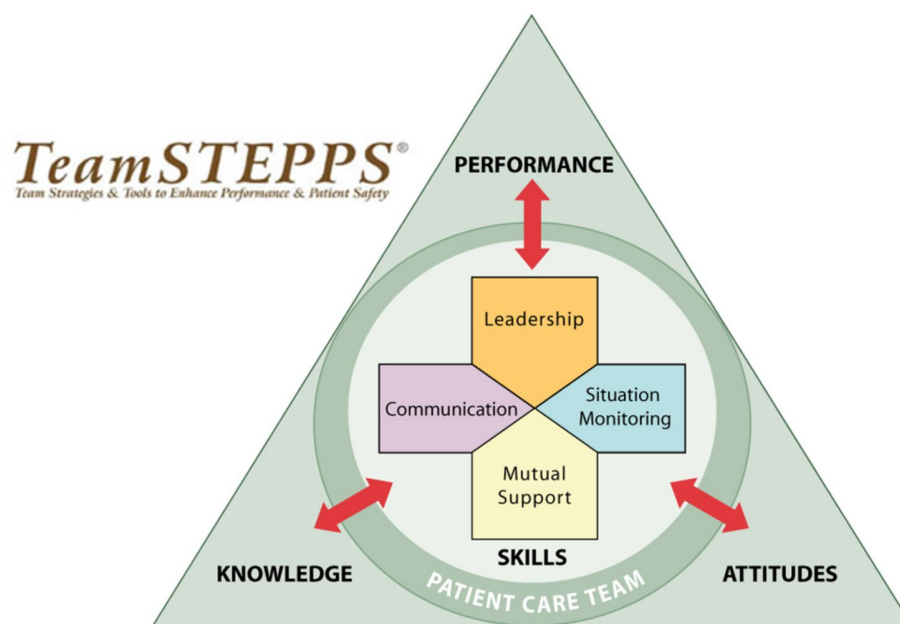 TeamSTEPPS®
Team Strategies & Tools to Enhance Performance & Patient Safety
PERFORMANCE
Leadership
Communication
Situation
Monitoring
Mutual
Support
SKILLS
KNOWLEDGE
ATTITUDES
PATIENT CARE TEAM